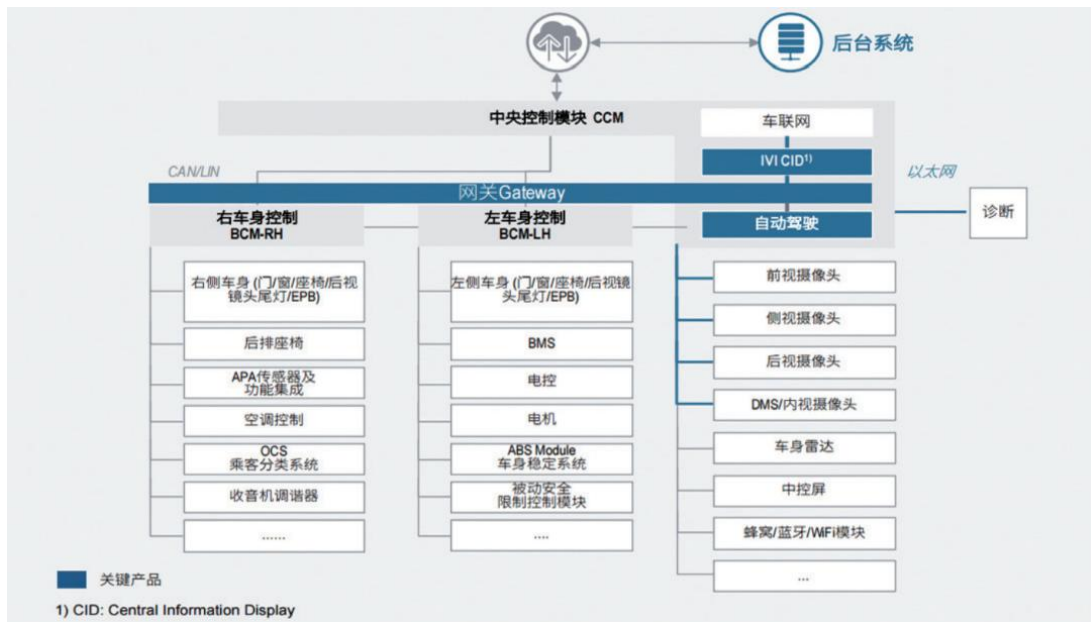 后台系统
中央控制模块 CCM
车联网
IVI CID1)
CAN/LIN
以太网
网关Gateway
右车身控制
BCM-RH
左车身控制
BCM-LH
自动驾驶
诊断
右侧车身 (门/窗/座椅/后视
镜头尾灯/EPB)
后排座椅
APA传感器及
功能集成
空调控制
OCS
乘客分类系统
收音机调谐器
......
左侧车身 (门/窗/座椅/后视镜
头尾灯/EPB)
BMS
电控
电机
ABS Module
车身稳定系统
被动安全
限制控制模块
....
前视摄像头
侧视摄像头
后视摄像头
DMS/内视摄像头
车身雷达
中控屏
蜂窝/蓝牙/WiFi模块
...
关键产品
1) CID: Central Information Display